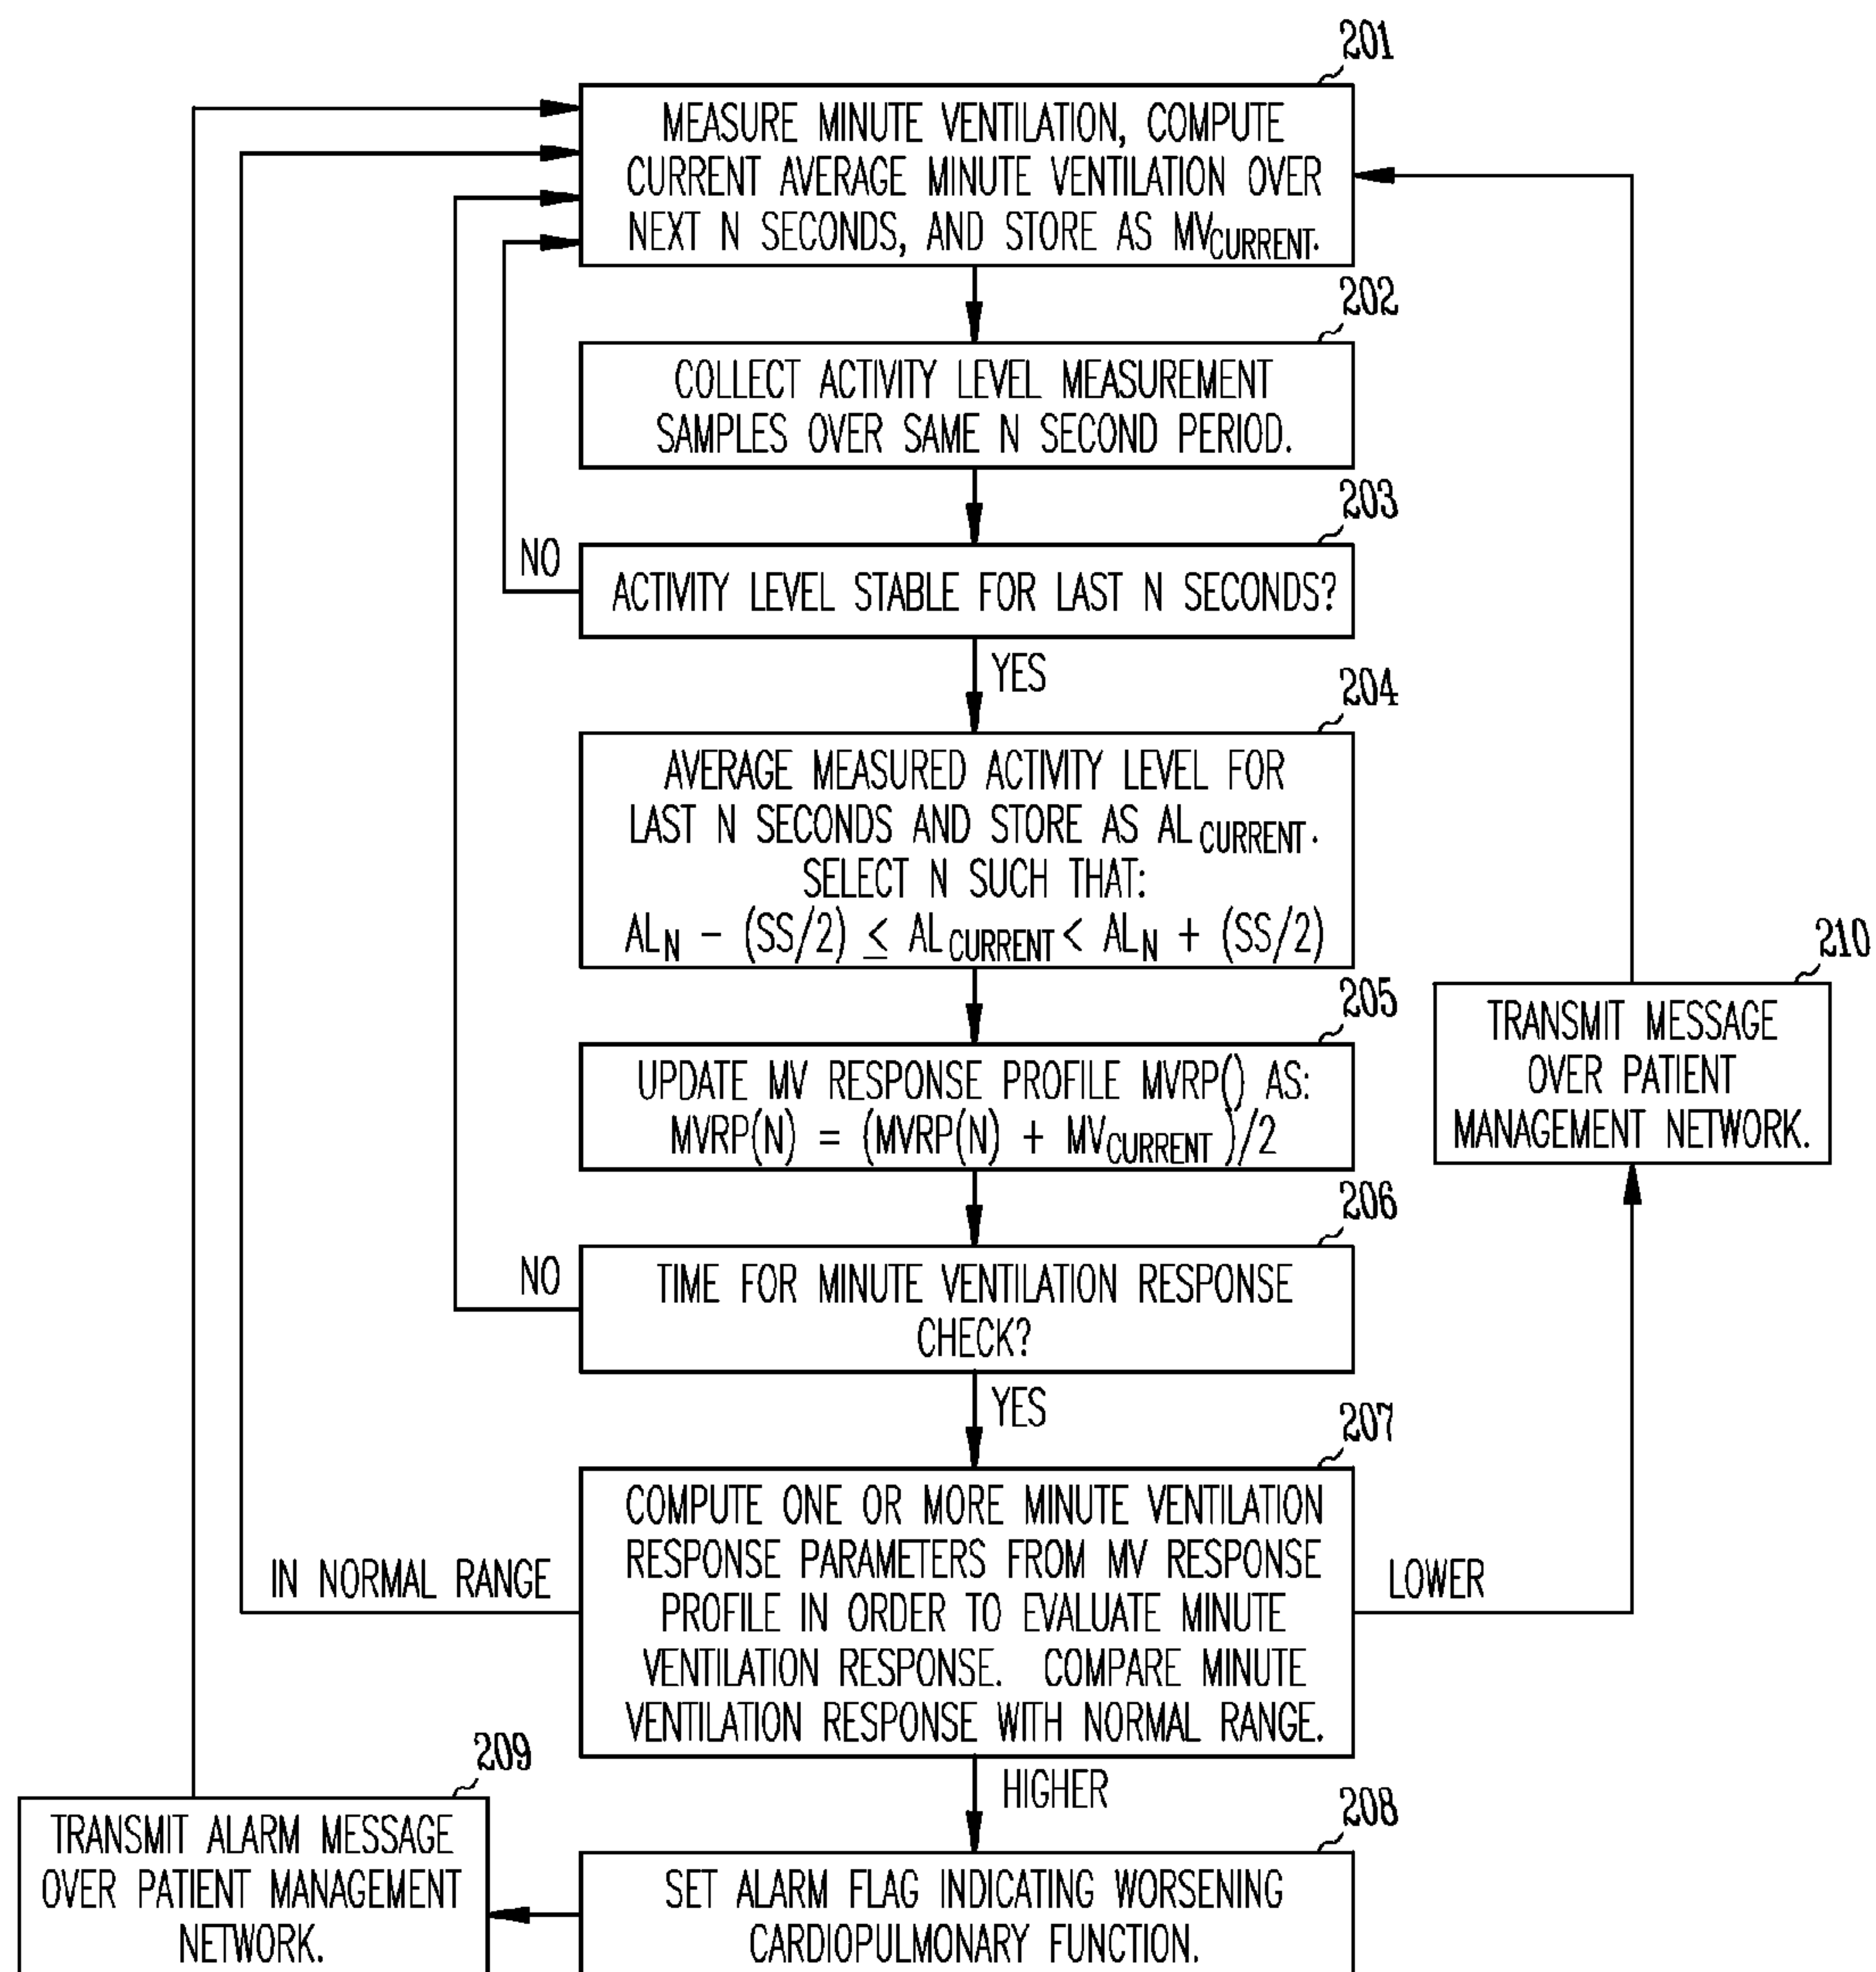 201
MEASURE MINUTE VENTILATION, COMPUTE
CURRENT AVERAGE MINUTE VENTILATION OVER
NEXT N SECONDS, AND STORE AS MVCURRENT.
202
COLLECT ACTIVITY LEVEL MEASUREMENT
SAMPLES OVER SAME N SECOND PERIOD.
203
NO
ACTIVITY LEVEL STABLE FOR LAST N SECONDS?
YES
204
AVERAGE MEASURED ACTIVITY LEVEL FOR
LAST N SECONDS AND STORE AS ALCURRENT.
SELECT N SUCH THAT:
ALN - (SS/2) ≤ ALCURRENT < ALN + (SS/2)
205
UPDATE MV RESPONSE PROFILE MVRP() AS:
MVRP(N) = (MVRP(N) + MVCURRENT)/2
206
NO
TIME FOR MINUTE VENTILATION RESPONSE
CHECK?
YES
207
COMPUTE ONE OR MORE MINUTE VENTILATION
RESPONSE PARAMETERS FROM MV RESPONSE
PROFILE IN ORDER TO EVALUATE MINUTE
VENTILATION RESPONSE. COMPARE MINUTE
VENTILATION RESPONSE WITH NORMAL RANGE.
IN NORMAL RANGE
LOWER
210
TRANSMIT MESSAGE
OVER PATIENT
MANAGEMENT NETWORK.
HIGHER
208
SET ALARM FLAG INDICATING WORSENING
CARDIOPULMONARY FUNCTION.
209
TRANSMIT ALARM MESSAGE
OVER PATIENT MANAGEMENT
NETWORK.